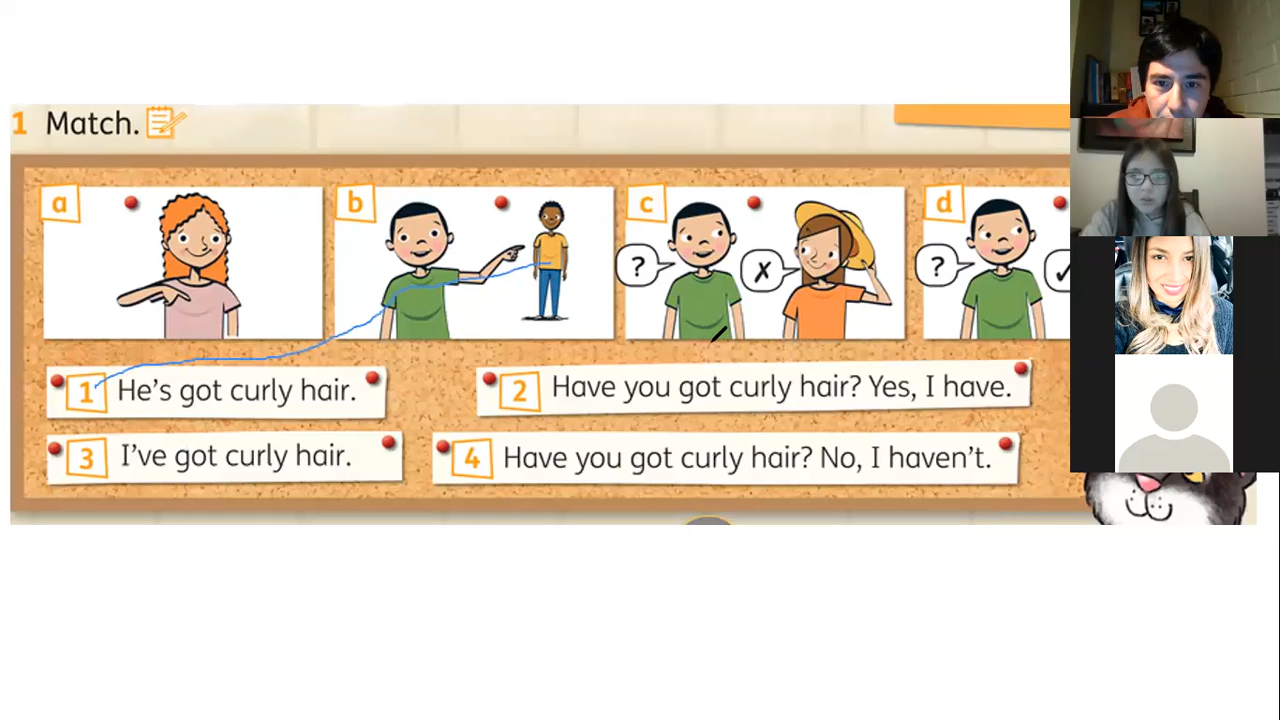 1 Match.
a
b
c
d
?
✗
?
✓
1 He's got curly hair.
2 Have you got curly hair? Yes, I have.
3 I've got curly hair.
4 Have you got curly hair? No, I haven't.